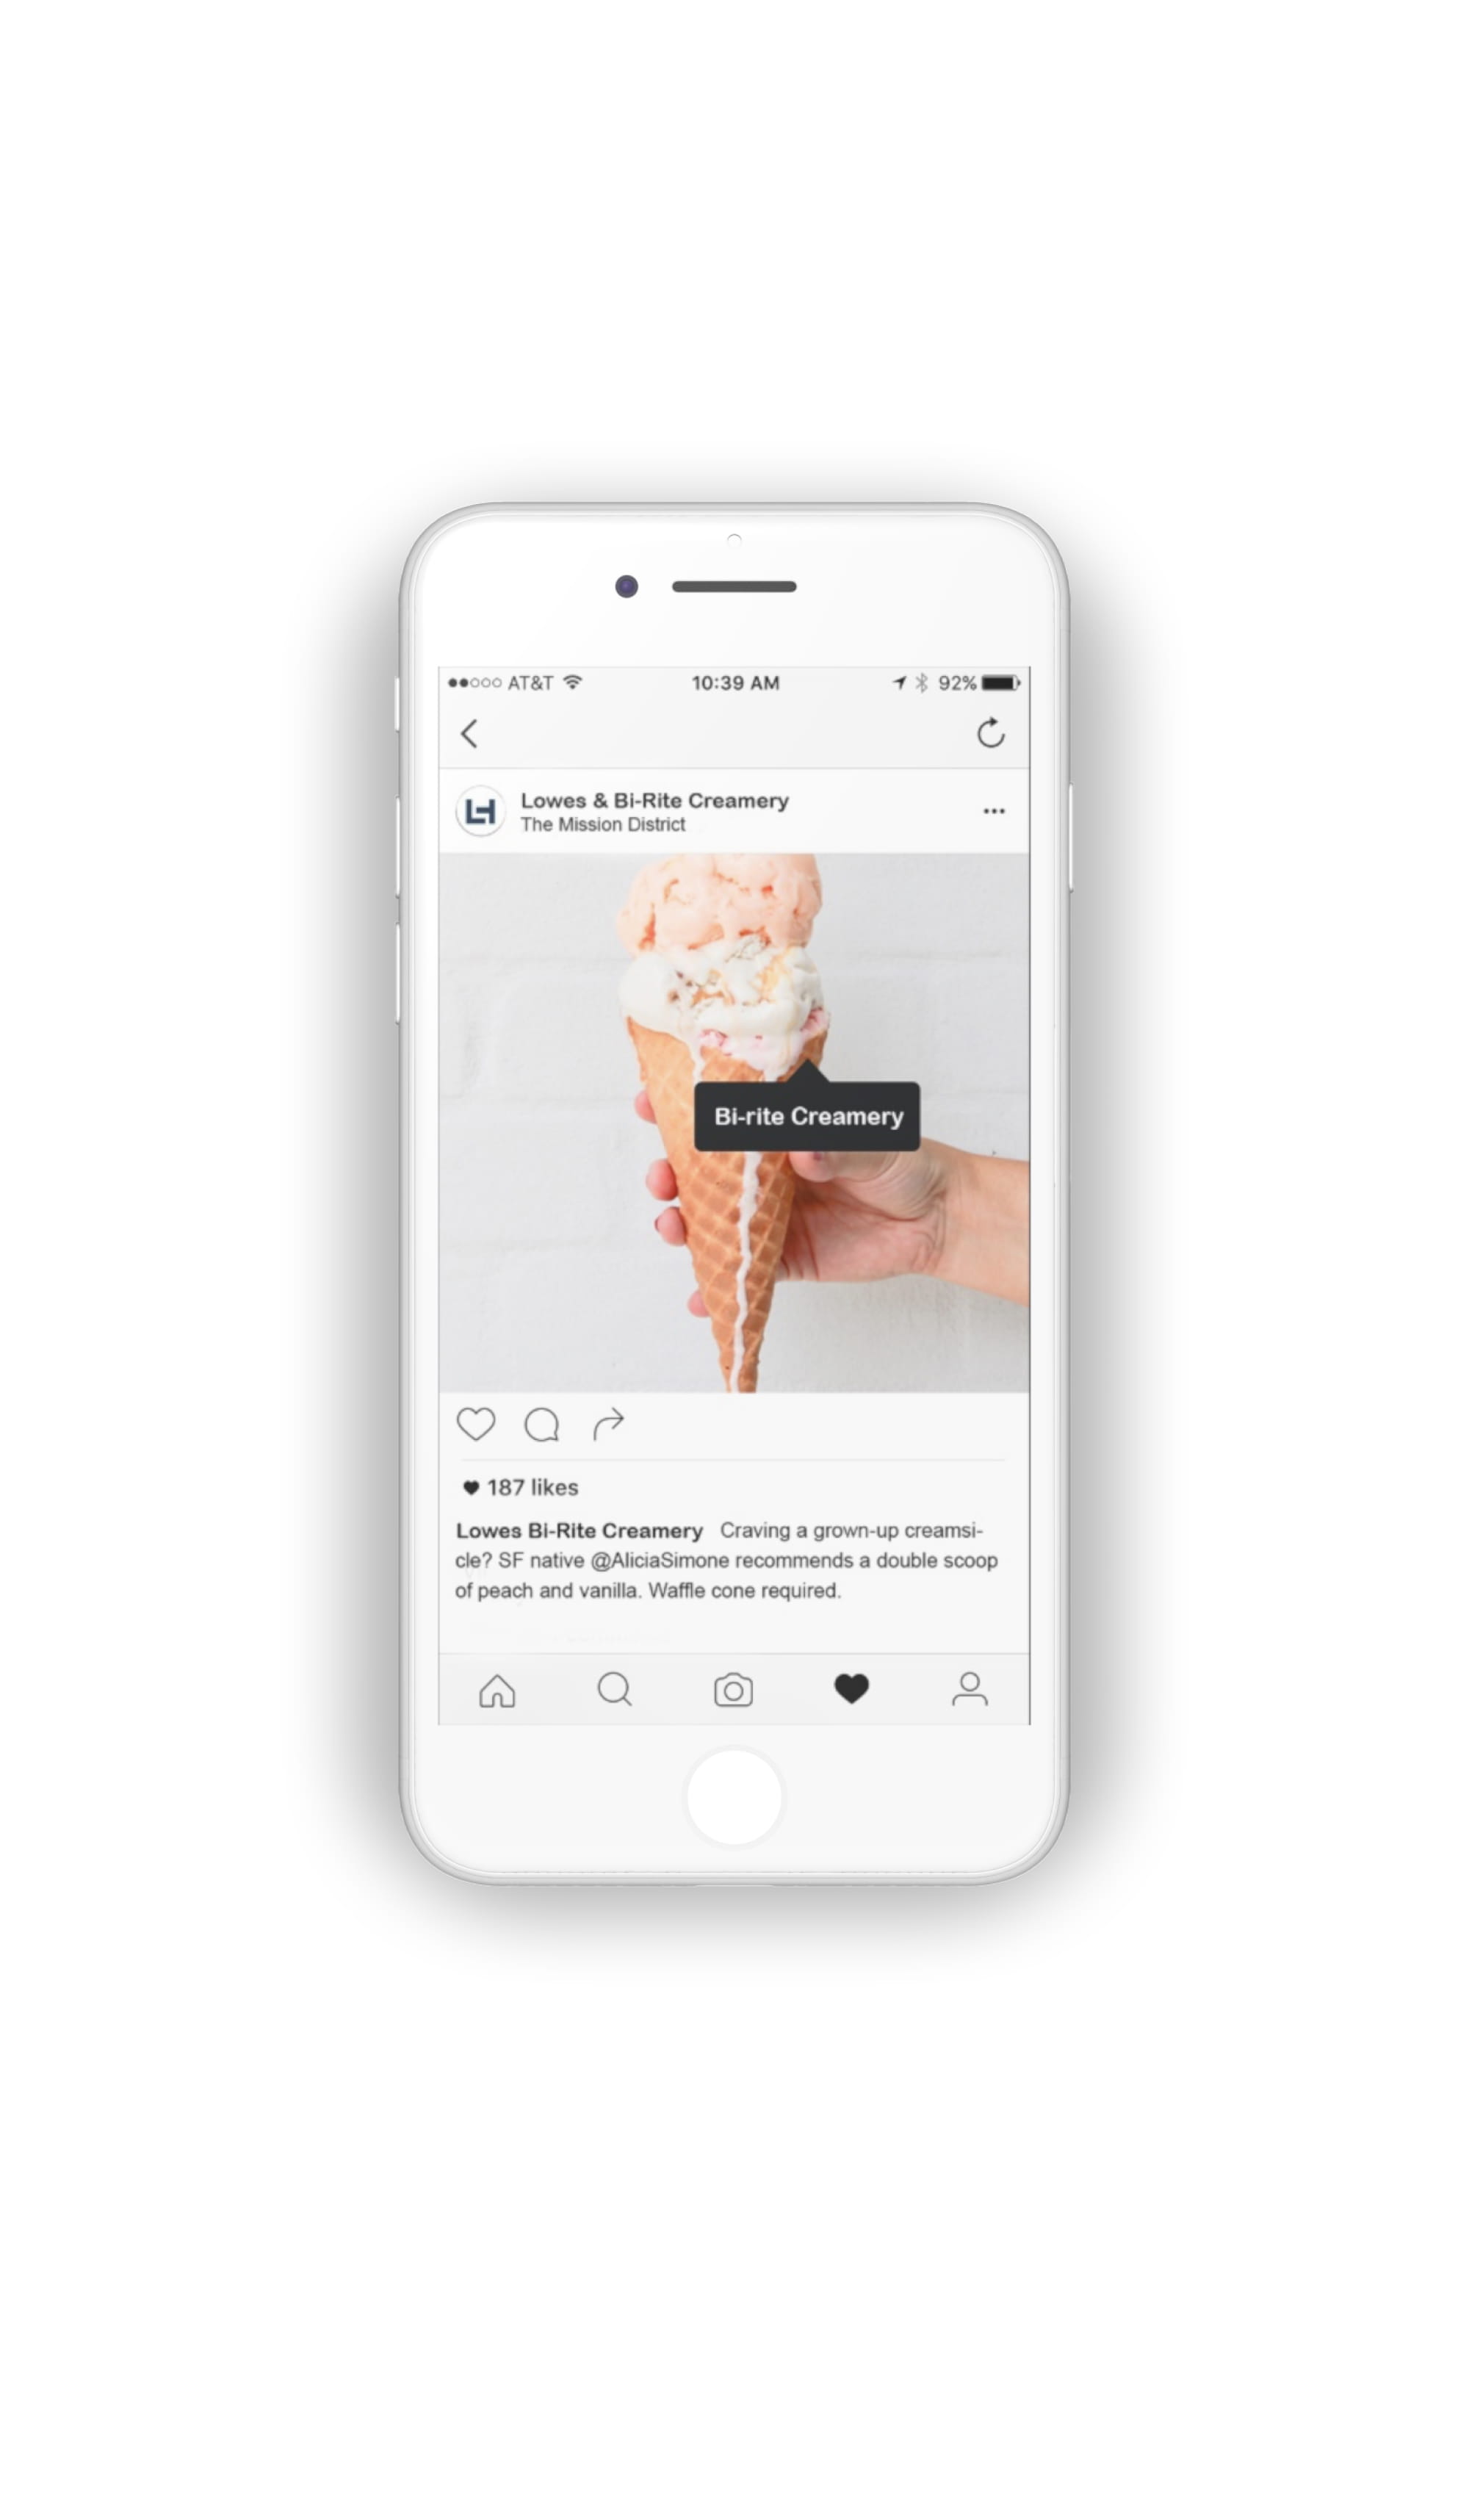 AT&T 10:39 AM 92%
Lowes & Bi-Rite Creamery
The Mission District
Bi-rite Creamery
187 likes
Lowes Bi-Rite Creamery Craving a grown-up creamsi-
cle? SF native @AliciaSimone recommends a double scoop
of peach and vanilla. Waffle cone required.